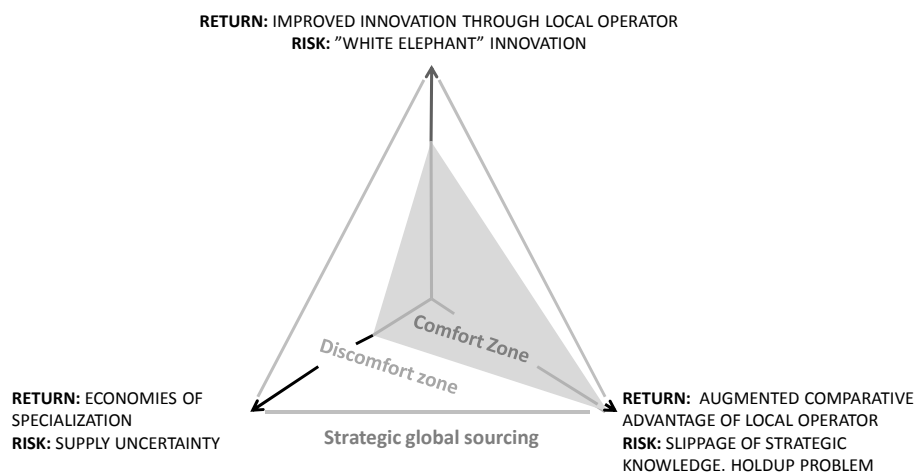 RETURN: IMPROVED INNOVATION THROUGH LOCAL OPERATOR
RISK: ”WHITE ELEPHANT” INNOVATION
Comfort Zone
Discomfort zone
RETURN: ECONOMIES OF
SPECIALIZATION
RISK: SUPPLY UNCERTAINTY
Strategic global sourcing
RETURN: AUGMENTED COMPARATIVE
ADVANTAGE OF LOCAL OPERATOR
RISK: SLIPPAGE OF STRATEGIC
KNOWLEDGE, HOLDUP PROBLEM